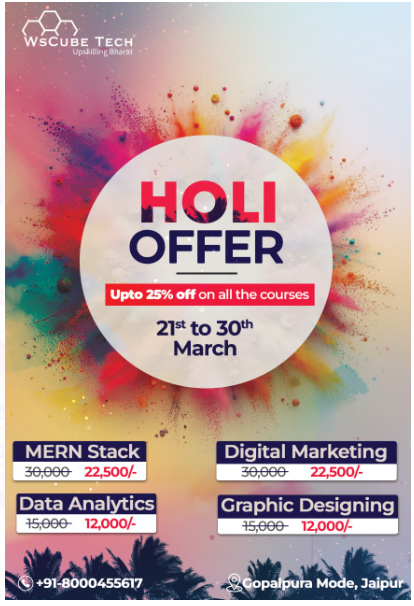 WsCube Tech
Upskilling Bharat
HOLI
OFFER
Upto 25% off on all the courses
21st to 30th
March
MERN Stack
30,000- 22,500/-
Digital Marketing
30,000- 22,500/-
Data Analytics
15,000- 12,000/-
Graphic Designing
15,000- 12,000/-
+91-8000455617
Gopalpura Mode, Jaipur